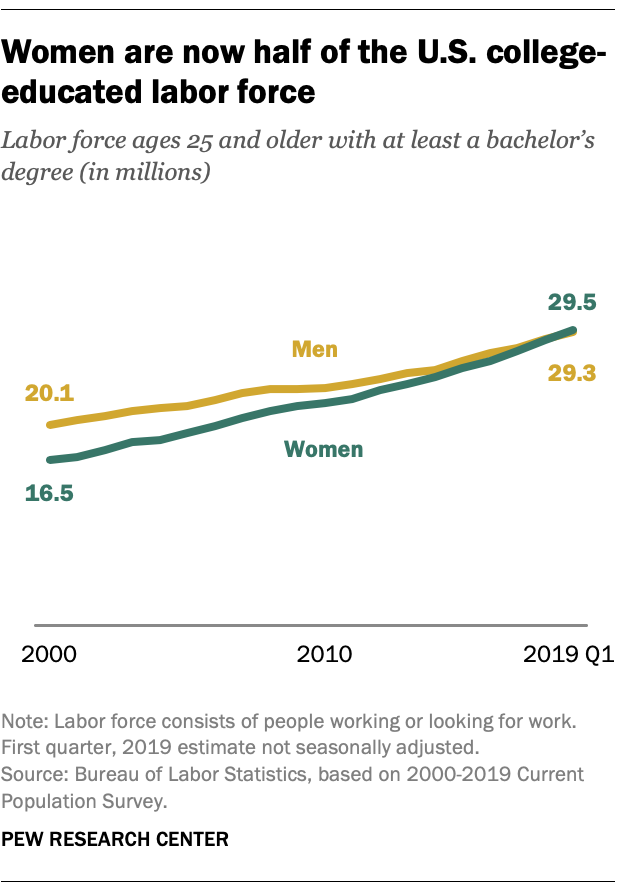 Women are now half of the U.S. college-
educated labor force
Labor force ages 25 and older with at least a bachelor’s
degree (in millions)
29.5
Men
29.3
20.1
Women
16.5
2000
2010
2019 Q1
Note: Labor force consists of people working or looking for work.
First quarter, 2019 estimate not seasonally adjusted.
Source: Bureau of Labor Statistics, based on 2000-2019 Current
Population Survey.
PEW RESEARCH CENTER